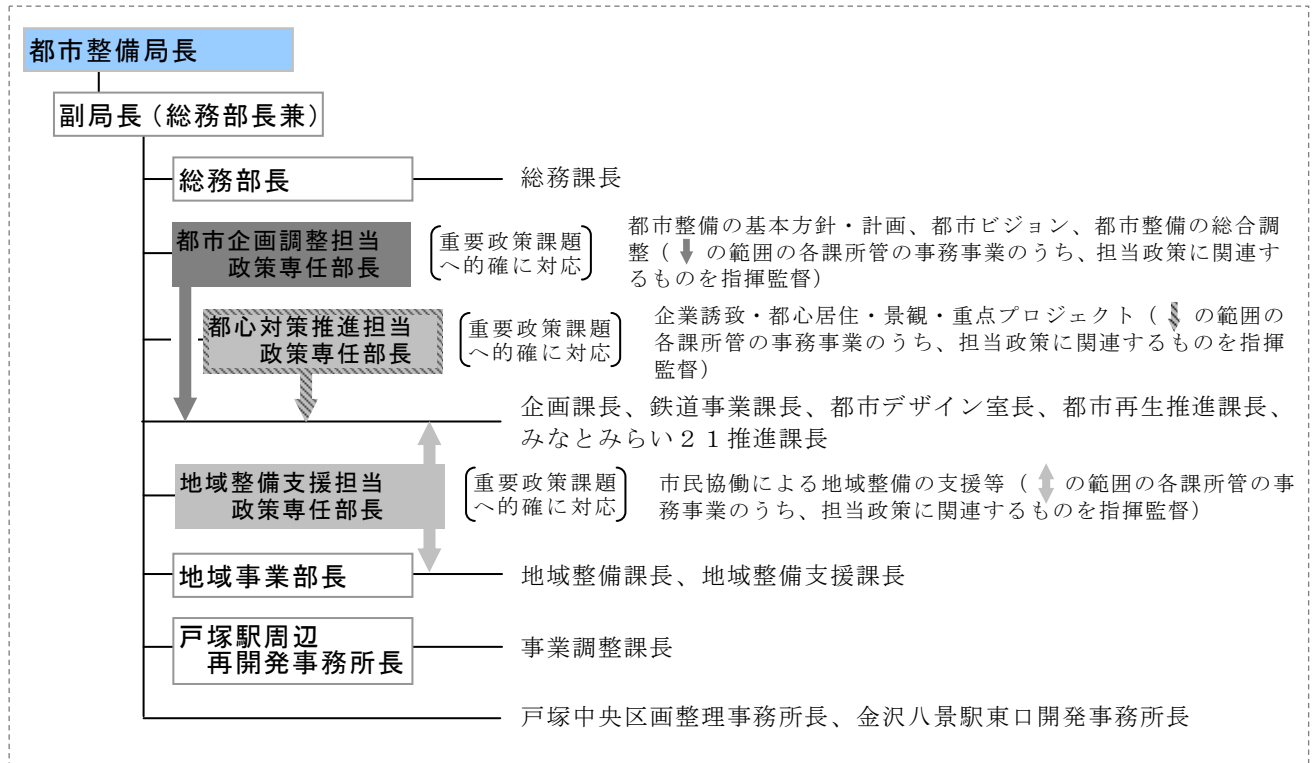 都市整備局長
副局長（総務部長兼）
総務部長
総務課長
都市企画調整担当
政策専任部長
重要政策課題
へ的確に対応
都市整備の基本方針・計画、都市ビジョン、都市整備の総合調
整（ の範囲の各課所管の事務事業のうち、担当政策に関連す
るものを指揮監督）
都心対策推進担当
政策専任部長
重要政策課題
へ的確に対応
企業誘致・都心居住・景観・重点プロジェクト（ の範囲の
各課所管の事務事業のうち、担当政策に関連するものを指揮
監督）
企画課長、鉄道事業課長、都市デザイン室長、都市再生推進課長、
みなとみらい２１推進課長
地域整備支援担当
政策専任部長
重要政策課題
へ的確に対応
市民協働による地域整備の支援等（ の範囲の各課所管の事
務事業のうち、担当政策に関連するものを指揮監督）
地域事業部長
地域整備課長、地域整備支援課長
戸塚駅周辺
再開発事務所長
事業調整課長
戸塚中央区画整理事務所長、金沢八景駅東口開発事務所長